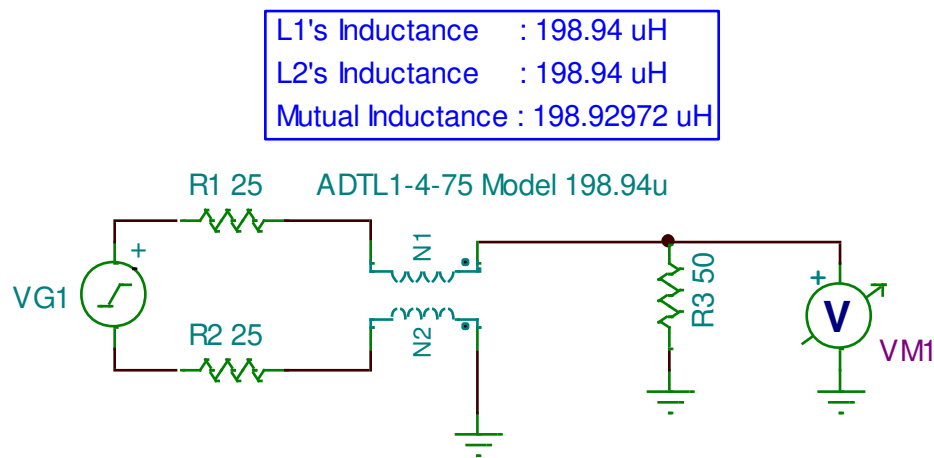 L1's Inductance : 198.94 uH
L2's Inductance : 198.94 uH
Mutual Inductance : 198.92972 uH
R1 25
ADTL1-4-75 Model 198.94u
N1
+
VG1
R3 50
+
V
R2 25
N2
VM1